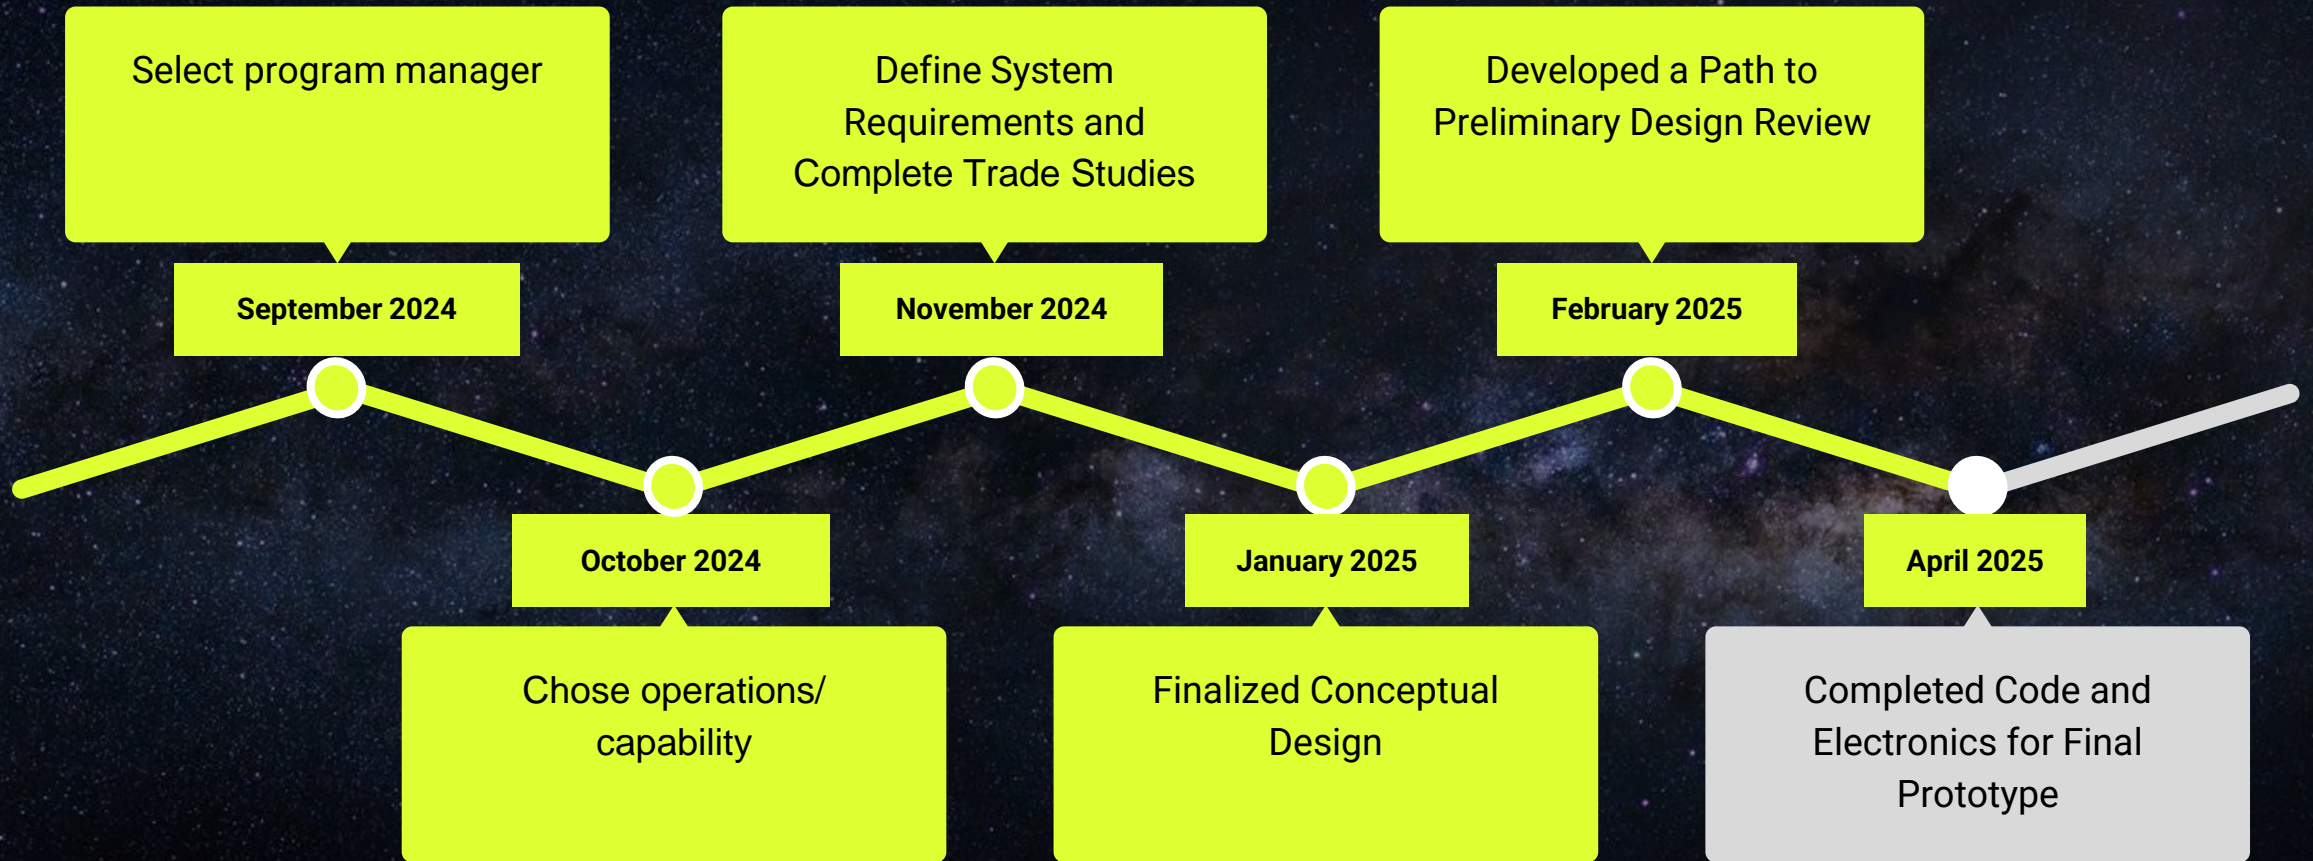 Select program manager
September 2024
Chose operations/
capability
October 2024
Define System
Requirements and
Complete Trade Studies
November 2024
Finalized Conceptual
Design
January 2025
Developed a Path to
Preliminary Design Review
February 2025
Completed Code and
Electronics for Final
Prototype
April 2025